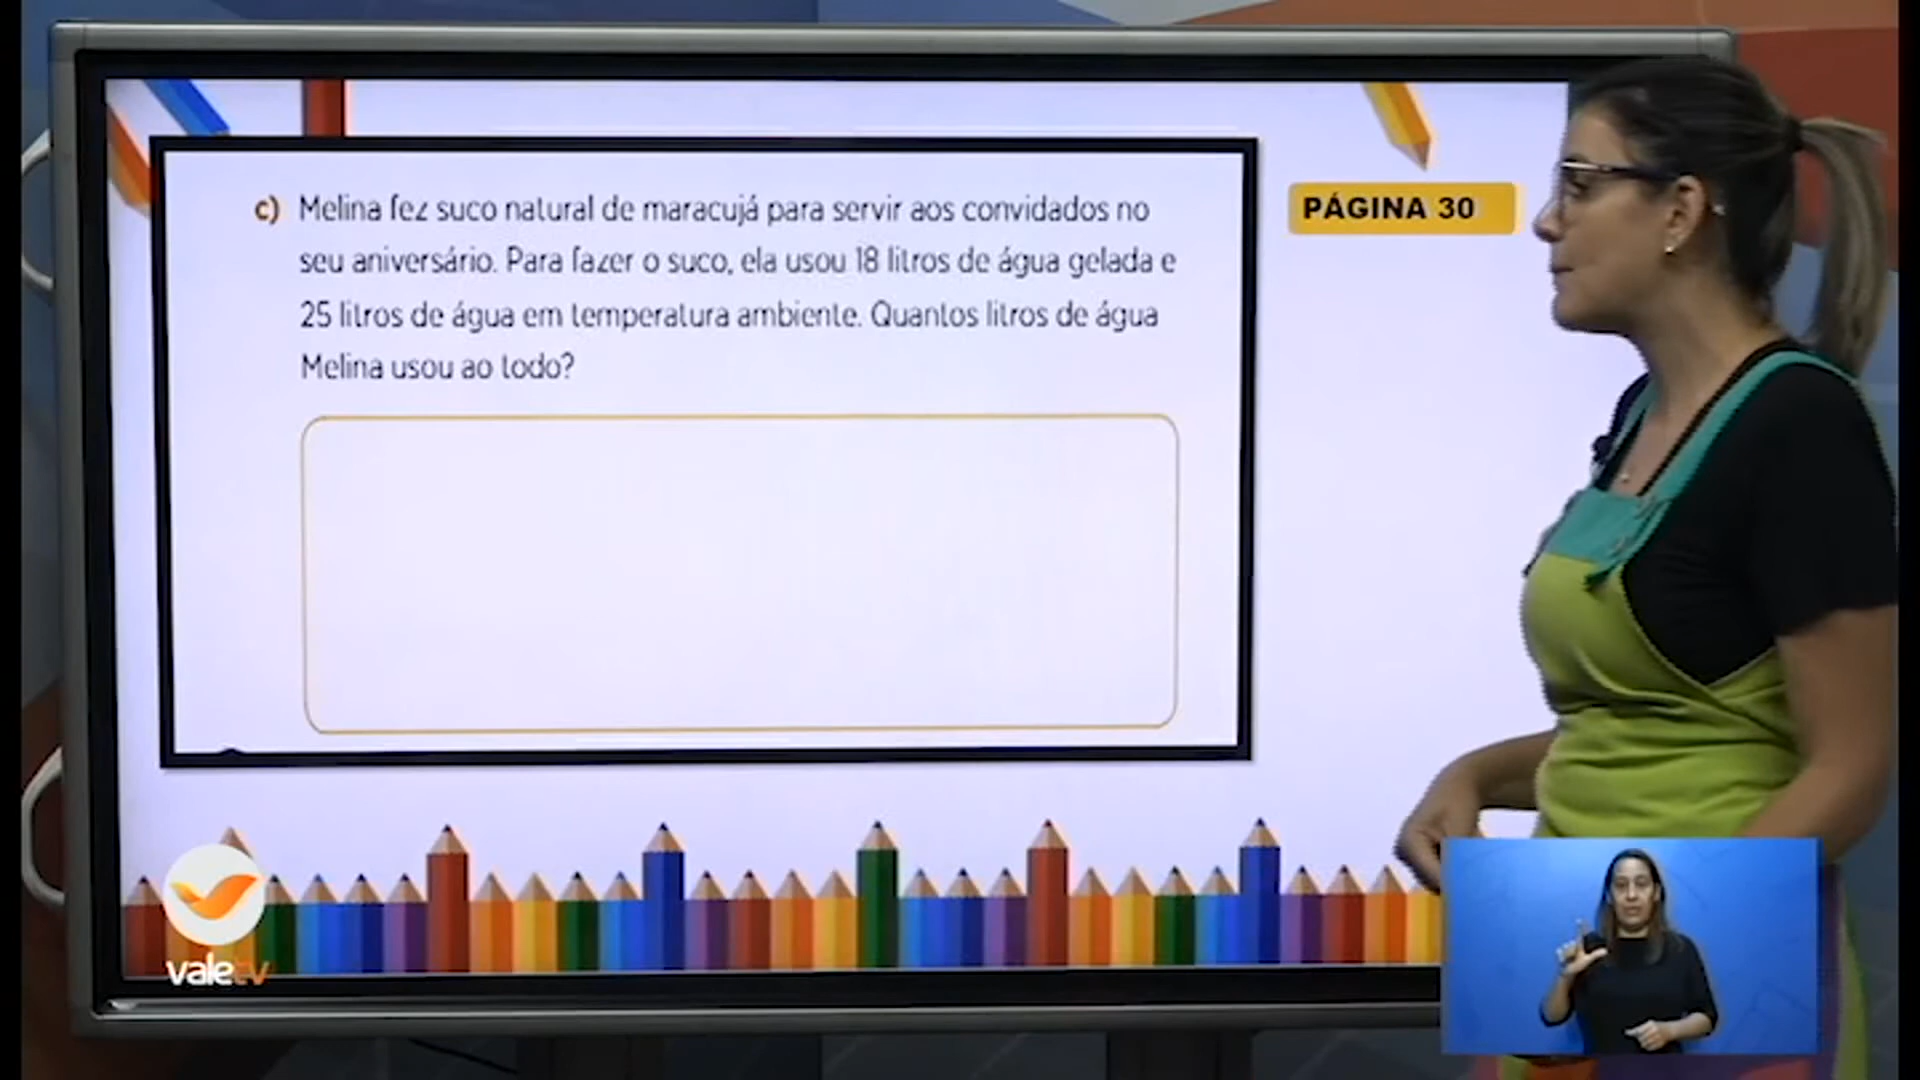 c) Melina fez suco natural de maracujá para servir aos convidados no
seu aniversário. Para fazer o suco, ela usou 18 litros de água gelada e
25 litros de água em temperatura ambiente. Quantos litros de água
Melina usou ao todo?
PÁGINA 30
valetv